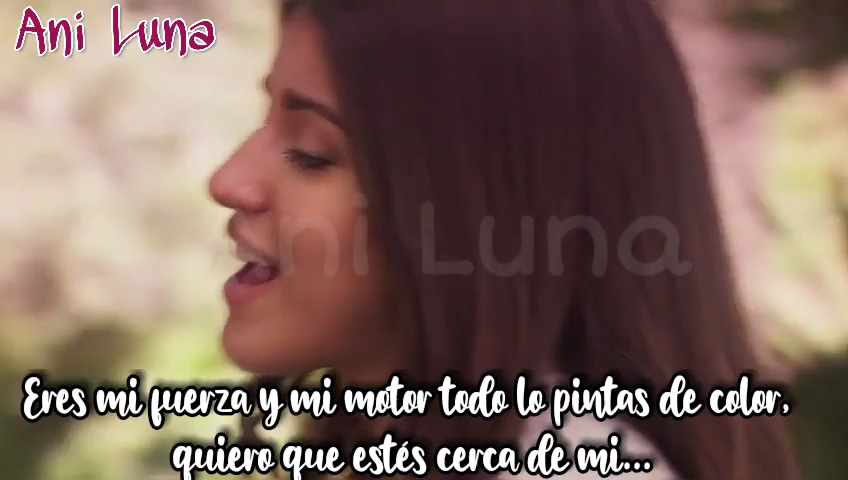 Ani Luna
Ani Luna
Eres mi fuerza y mi motor todo lo pintas de color,
quiero que estés cerca de mi...